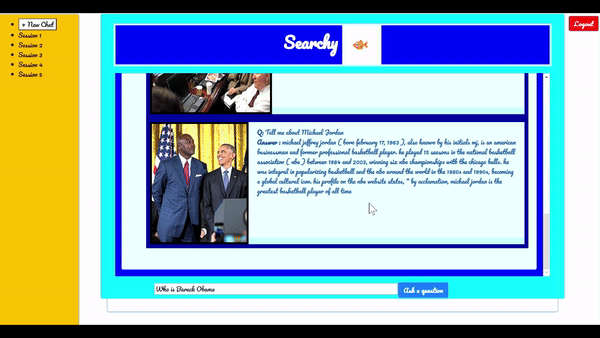 + New Chat
Session 1
Session 2
Session 3
Session 4
Session 5
Searchy
Logout
Q: Tell me about Michael Jordan
Answer : michael jeffrey jordan ( born february 17, 1963 ), also known by his initials mj, is an american
businessman and former professional basketball player. he played 15 seasons in the national basketball
association ( nba ) between 1984 and 2003, winning six nba championships with the chicago bulls. he
was integral in popularizing basketball and the nba around the world in the 1980s and 1990s, becoming
a global cultural icon. his profile on the nba website states, " by acclamation, michael jordan is the
greatest basketball player of all time
Who is Barack Obama
Ask a question